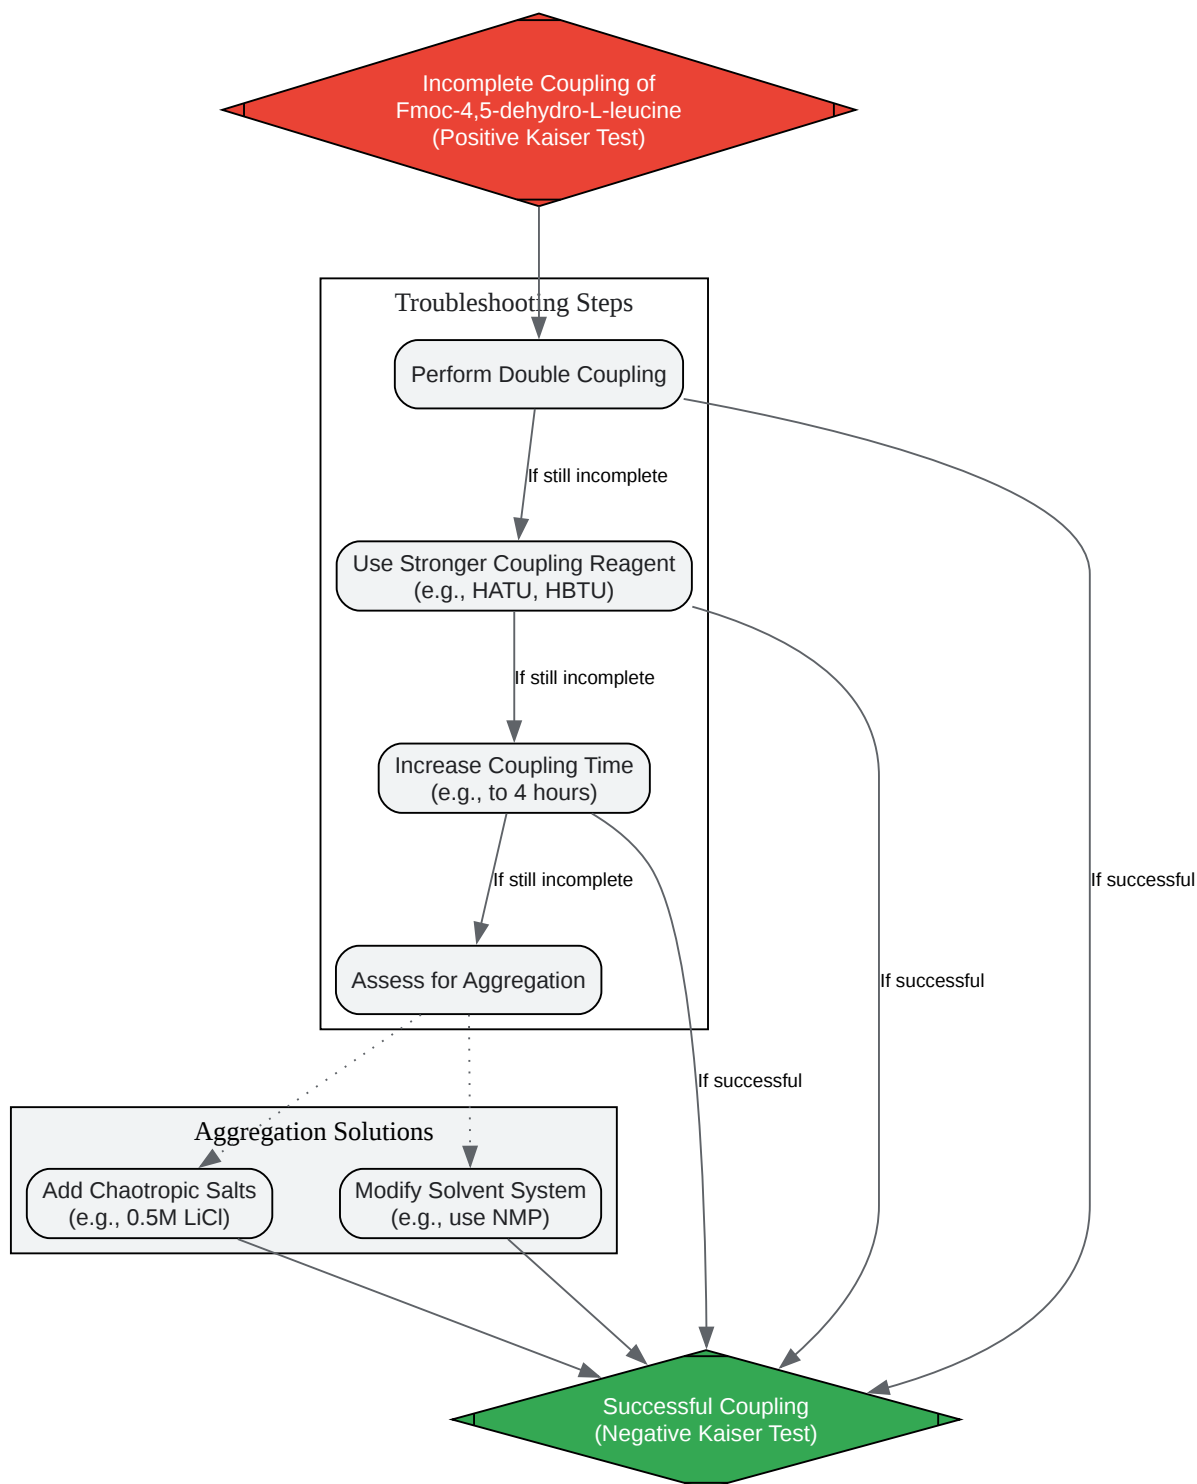 Incomplete Coupling of
Fmoc-4,5-dehydro-L-leucine
(Positive Kaiser Test)
Troubleshooting Steps
Perform Double Coupling
If still incomplete
Use Stronger Coupling Reagent
(e.g., HATU, HBTU)
If still incomplete
Increase Coupling Time
(e.g., to 4 hours)
If still incomplete
If successful
Assess for Aggregation
If successful
If successful
Aggregation Solutions
Add Chaotropic Salts
(e.g., 0.5M LiCl)
Modify Solvent System
(e.g., use NMP)
Successful Coupling
(Negative Kaiser Test)